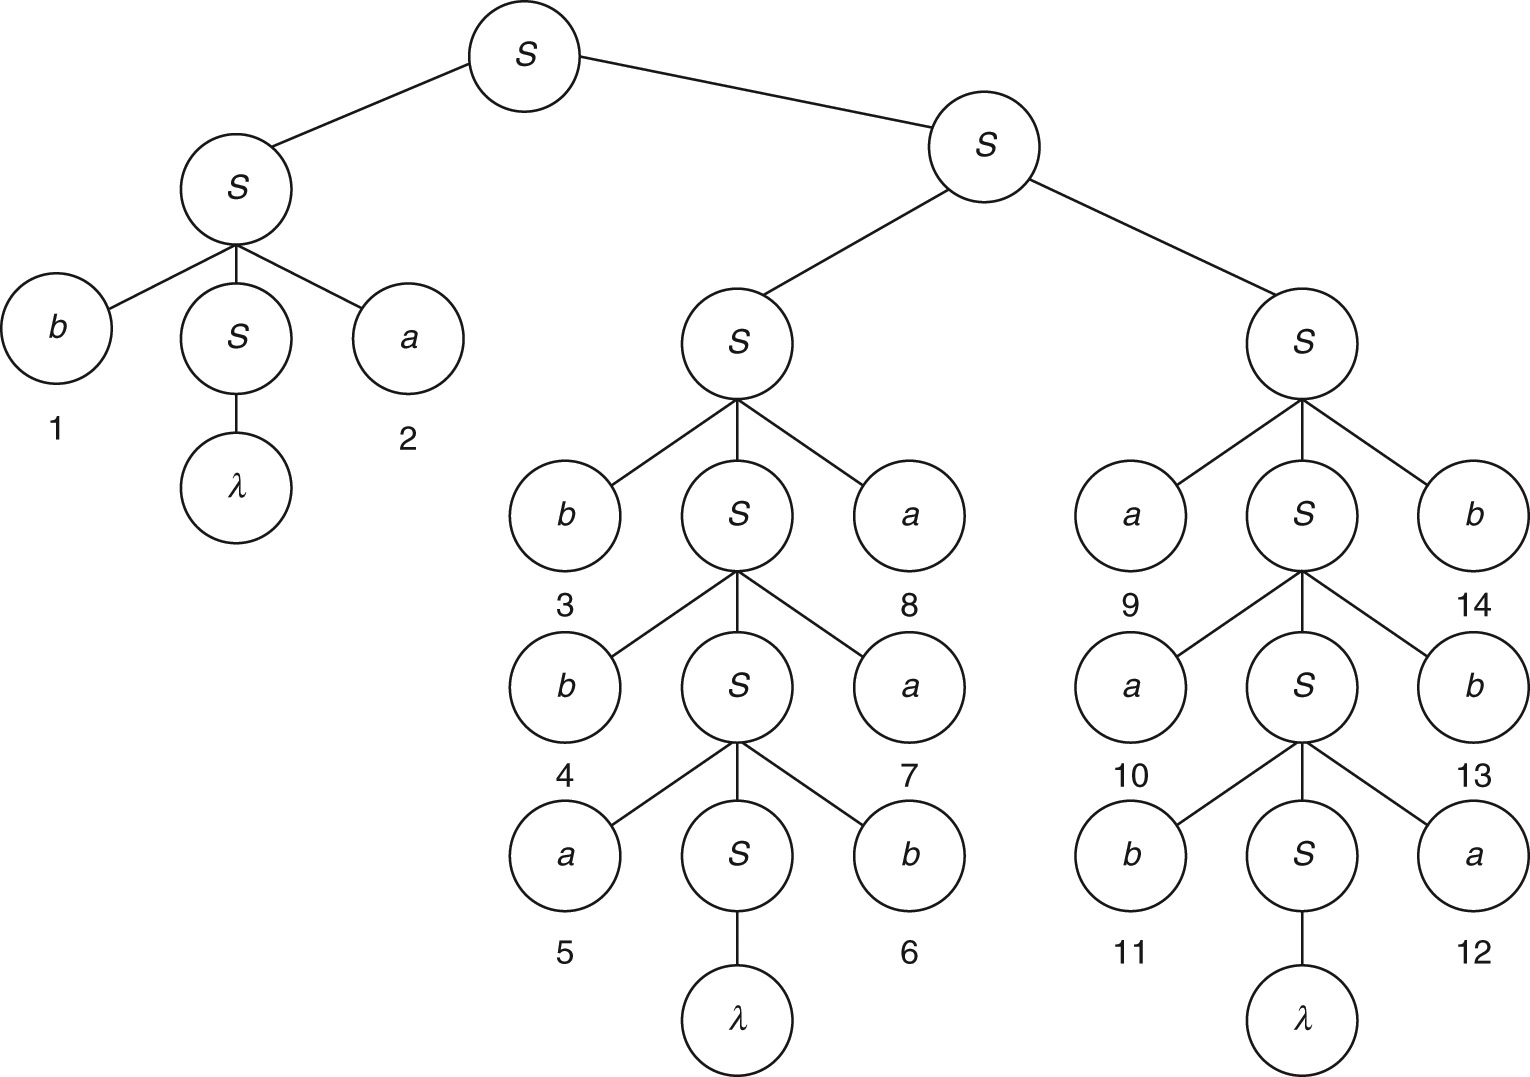 S
S
S
b S a
1 2
λ
S S
b S a a S b
3 8 9 14
b S a a S b
4 7 10 13
a S b b S a
5 6 11 12
λ λ